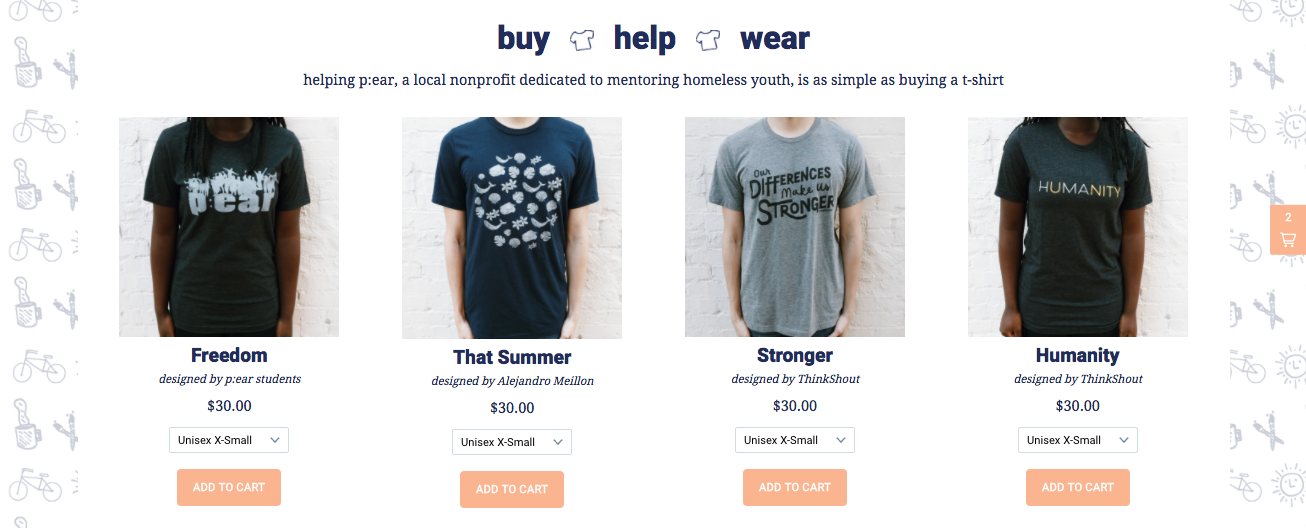 buy help wear
helping p:ear, a local nonprofit dedicated to mentoring homeless youth, is as simple as buying a t-shirt
p:ear
Our
DIFFERENCES
Make us
STRONGER
HUMANITY
2
Freedom
designed by p:ear students
$30.00
Unisex X-Small
ADD TO CART
That Summer
designed by Alejandro Meillon
$30.00
Unisex X-Small
ADD TO CART
Stronger
designed by ThinkShout
$30.00
Unisex X-Small
ADD TO CART
Humanity
designed by ThinkShout
$30.00
Unisex X-Small
ADD TO CART